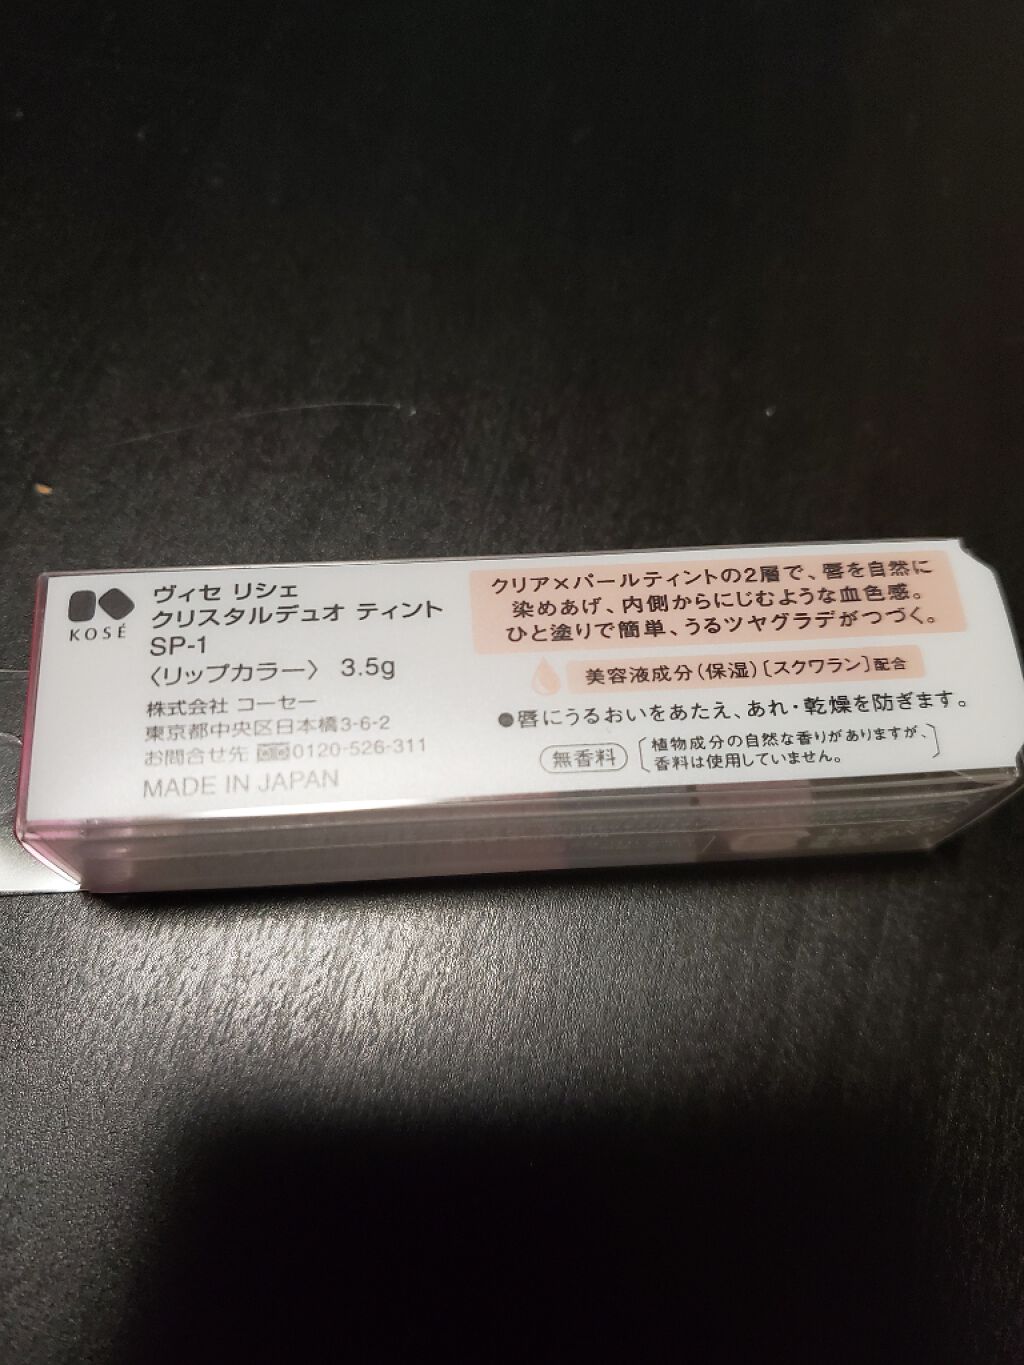 KOSÉ
ヴィセ リシェ
クリスタルデュオ ティント
SP-1
〈リップカラー〉 3.5g
株式会社 コーセー
東京都中央区日本橋3-6-2
お問合せ先 0120-526-311
MADE IN JAPAN
クリア×パールティントの2層で、唇を自然に
染めあげ、内側からにじむような血色感。
ひと塗りで簡単、うるツヤグラデがつづく。
美容液成分(保湿)[スクワラン]配合
●唇にうるおいをあたえ、あれ・乾燥を防ぎます。
無香料
[植物成分の自然な香りがありますが、
香料は使用していません。]